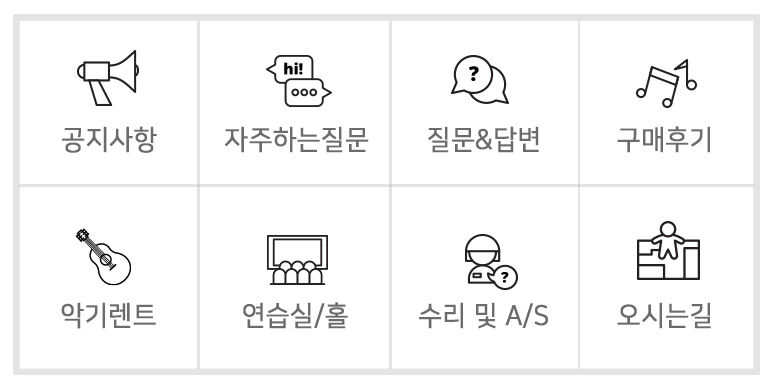 hi!
?
공지사항
자주하는질문
질문&답변
구매후기
?
악기렌트
연습실/홀
수리 및 A/S
오시는길